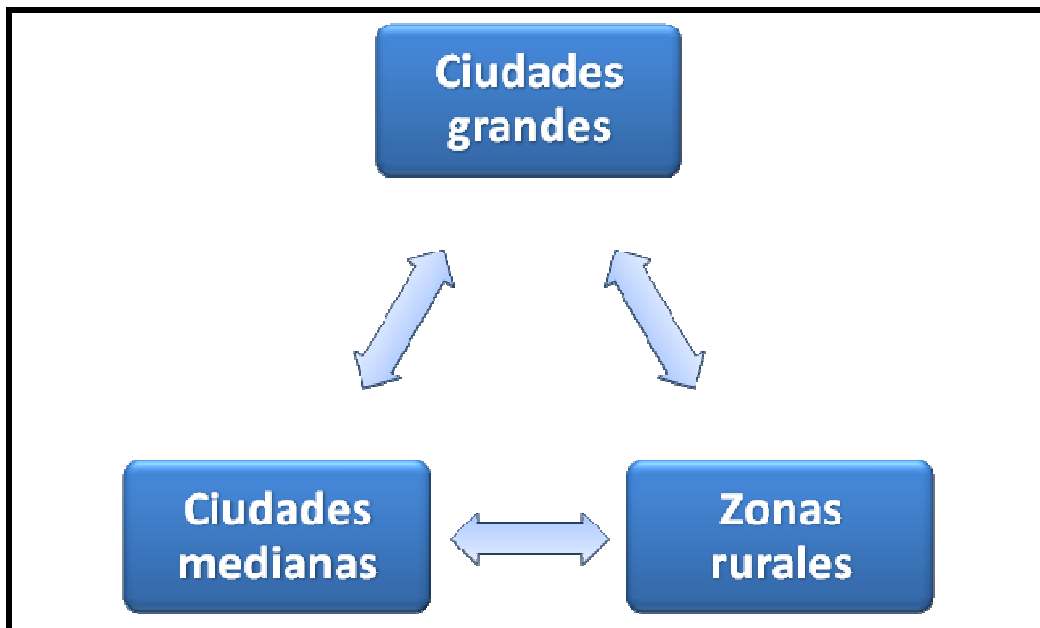 Ciudades
grandes
Ciudades
medianas
Zonas
rurales